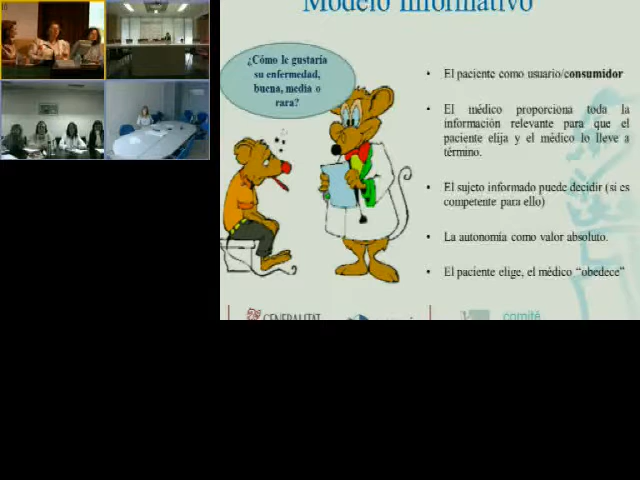 Modelo Informativo
¿Cómo le gustaría
su enfermedad,
buena, media o
rara?
• El paciente como usuario/consumidor
• El médico proporciona toda la
información relevante para que el
paciente elija y el médico lo lleve a
término.
• El sujeto informado puede decidir (si es
competente para ello)
• La autonomía como valor absoluto.
• El paciente elige, el médico “obedece”
GENERALITAT
comité